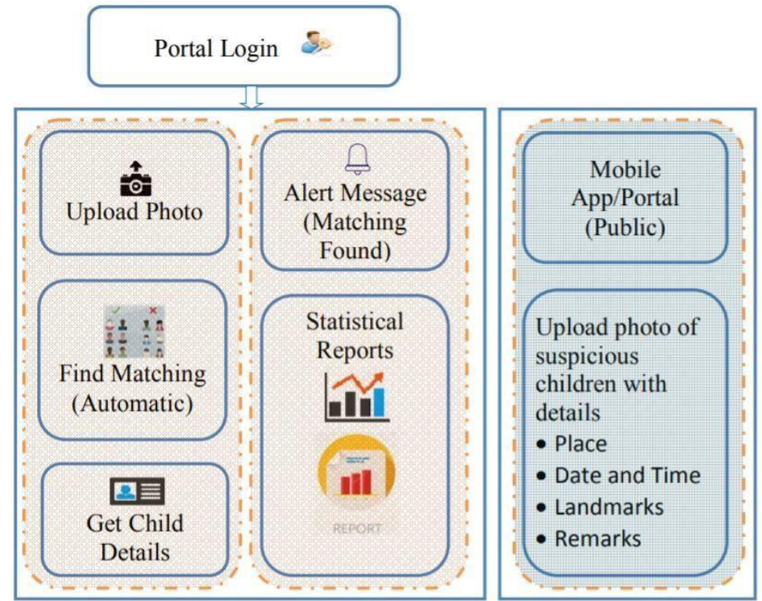 Portal Login
Upload Photo
Find Matching
(Automatic)
Get Child
Details
Alert Message
(Matching
Found)
Statistical
Reports
REPORT
Mobile
App/Portal
(Public)
Upload photo of
suspicious
children with
details
• Place
• Date and Time
• Landmarks
• Remarks